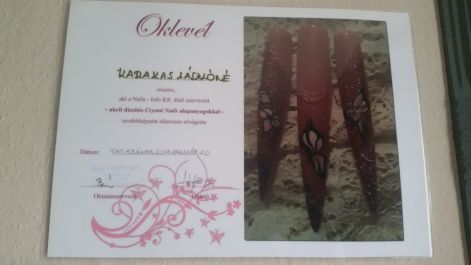 Oklevél
KADAKAS LÁSZLÓNÉ
részére,
aki a Nails - Info Kft. által szervezett
- akril díszítés Crystal Nails alapanyagokkal -
továbbképzést sikeresen elvégezte
Dátum:
Oktatásszervező
Oktató